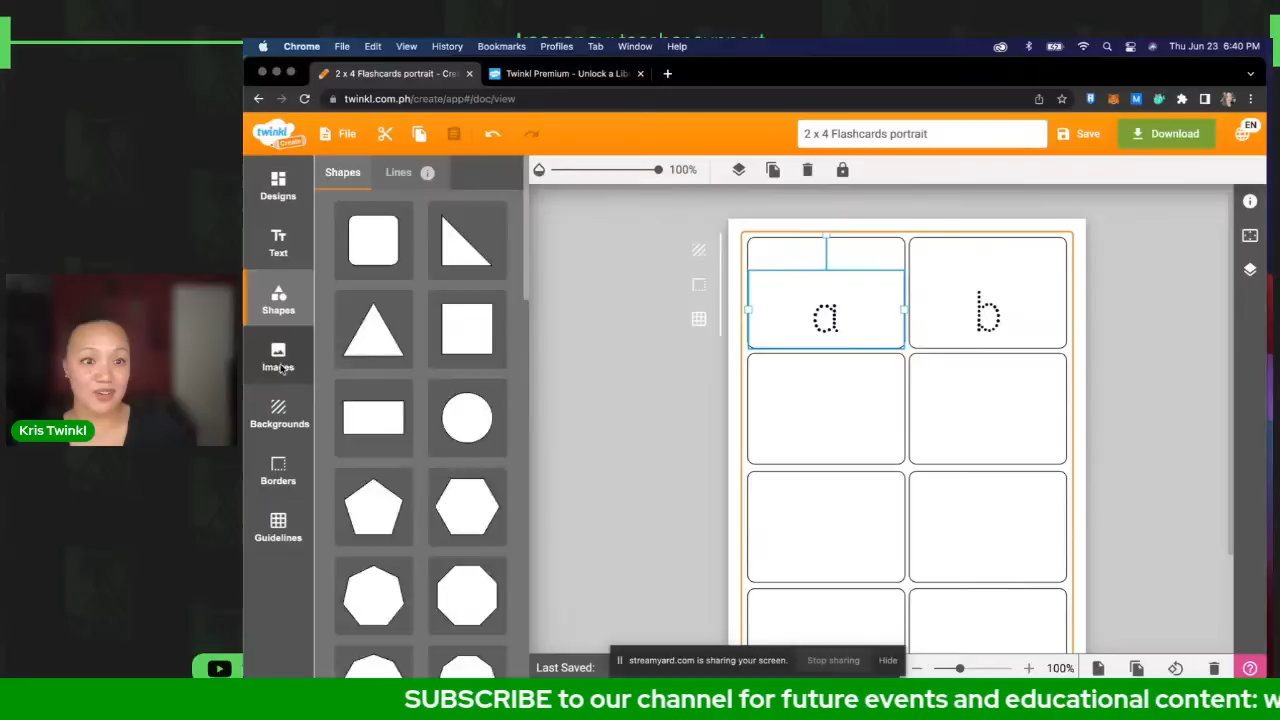 Chrome File Edit View History Bookmarks Profiles Tab Window Help Thu Jun 23 6:40 PM
2 x 4 Flashcards portrait - Cre
Twinkl Premium - Unlock a Lib
twinkl.com.ph/create/app#/doc/view
twinkl
Create
File
2 x 4 Flashcards portrait
Save
Download
EN
Designs
Text
Shapes
Images
Backgrounds
Borders
Guidelines
Shapes
Lines
100%
a
b
Kris Twinkl
streamyard.com is sharing your screen.
Stop sharing
Hide
Last Saved:
100%
SUBSCRIBE to our channel for future events and educational content: w